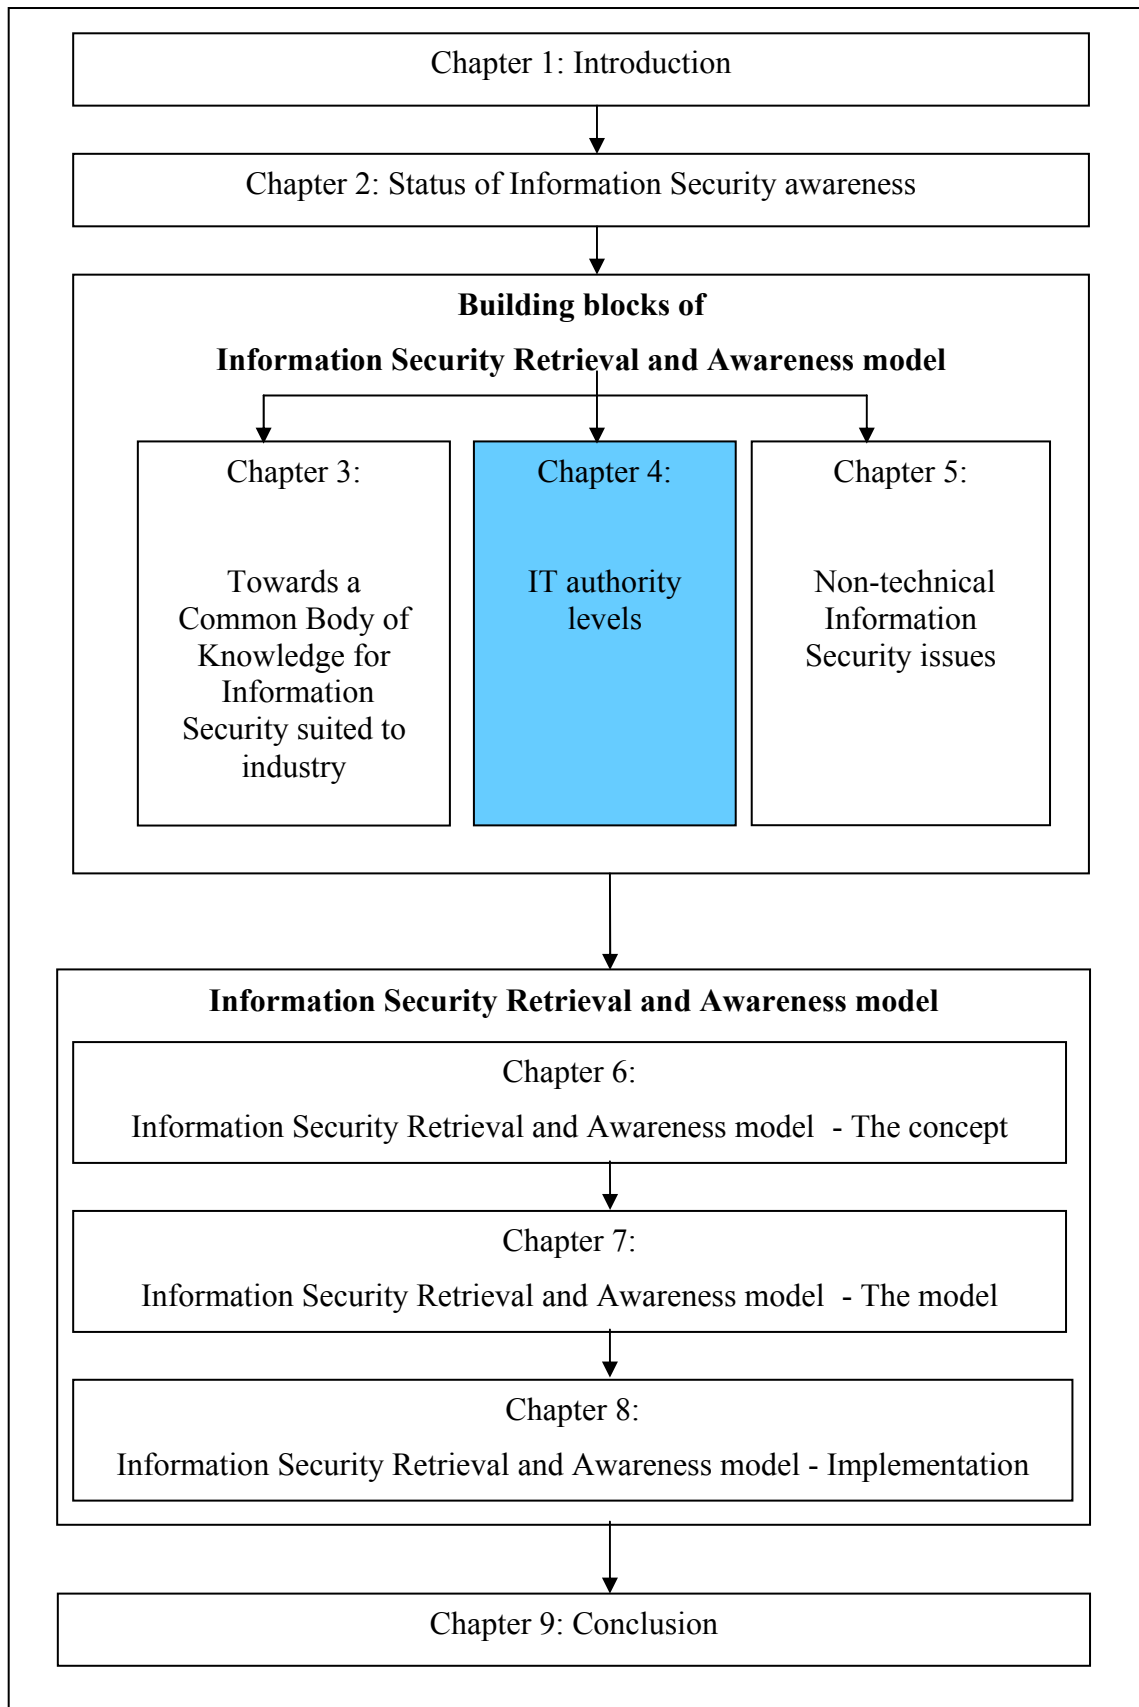 Chapter 1: Introduction
Chapter 2: Status of Information Security awareness
Building blocks of
Information Security Retrieval and Awareness model
Chapter 3:
Towards a
Common Body of
Knowledge for
Information
Security suited to
industry
Chapter 4:
IT authority
levels
Chapter 5:
Non-technical
Information
Security issues
Information Security Retrieval and Awareness model
Chapter 6:
Information Security Retrieval and Awareness model - The concept
Chapter 7:
Information Security Retrieval and Awareness model - The model
Chapter 8:
Information Security Retrieval and Awareness model - Implementation
Chapter 9: Conclusion